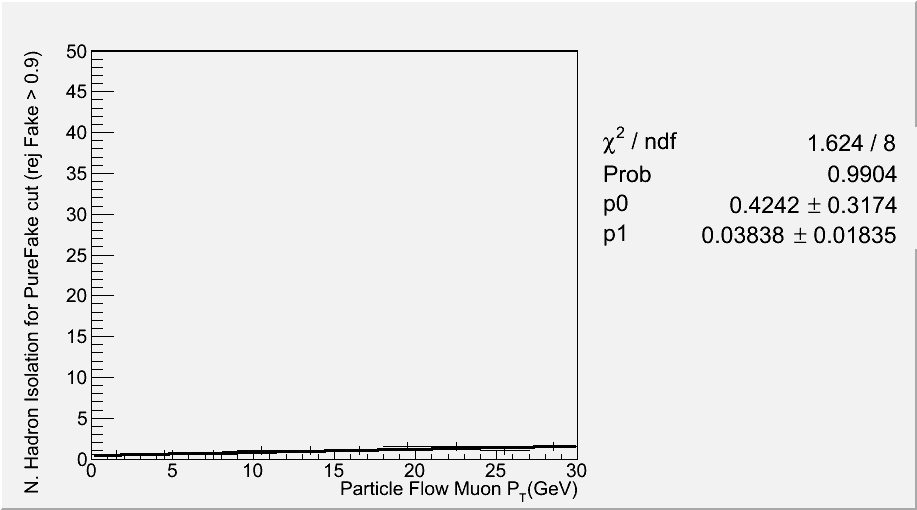 N. Hadron Isolation for PureFake cut (rej Fake > 0.9)
50
45
40
35
30
25
20
15
10
5
0
0 5 10 15 20 25 30
Particle Flow Muon P_T(GeV)
χ² / ndf 1.624 / 8
Prob 0.9904
p0 0.4242 ± 0.3174
p1 0.03838 ± 0.01835